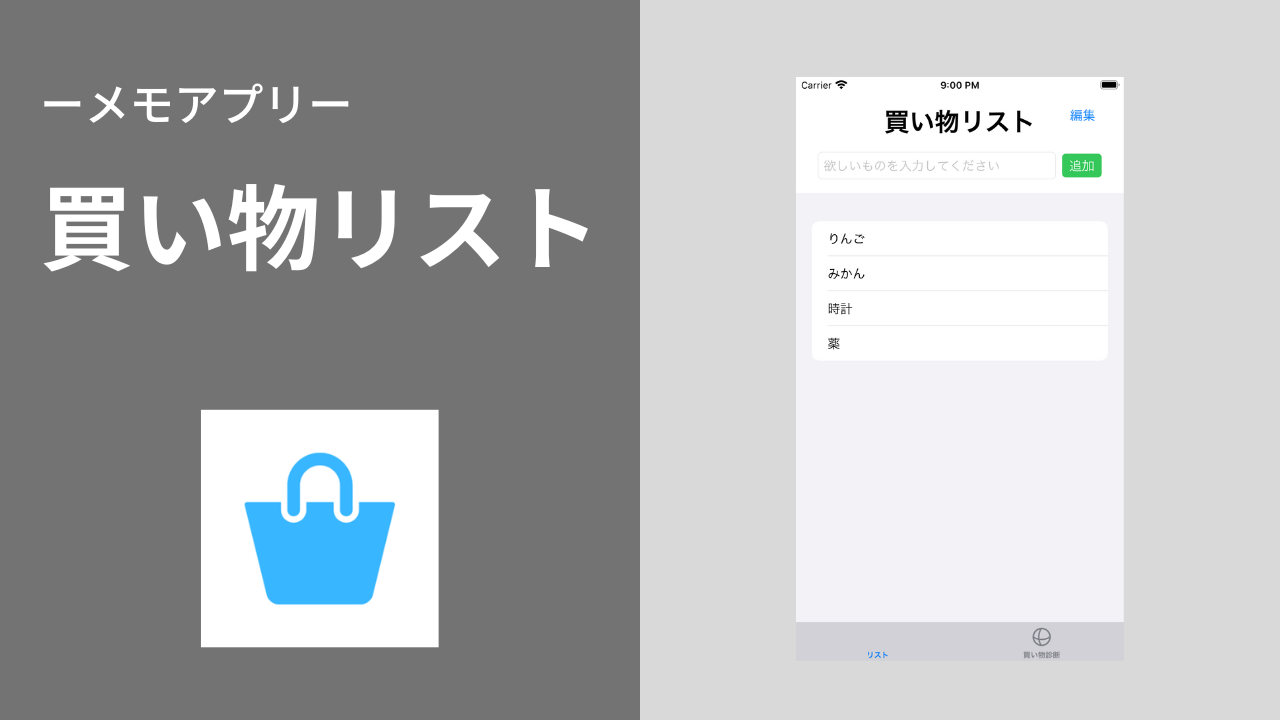 ーメモアプリー
買い物リスト
Carrier 9:00 PM
買い物リスト 編集
欲しいものを入力してください 追加
りんご
みかん
時計
薬
リスト 買い物診断